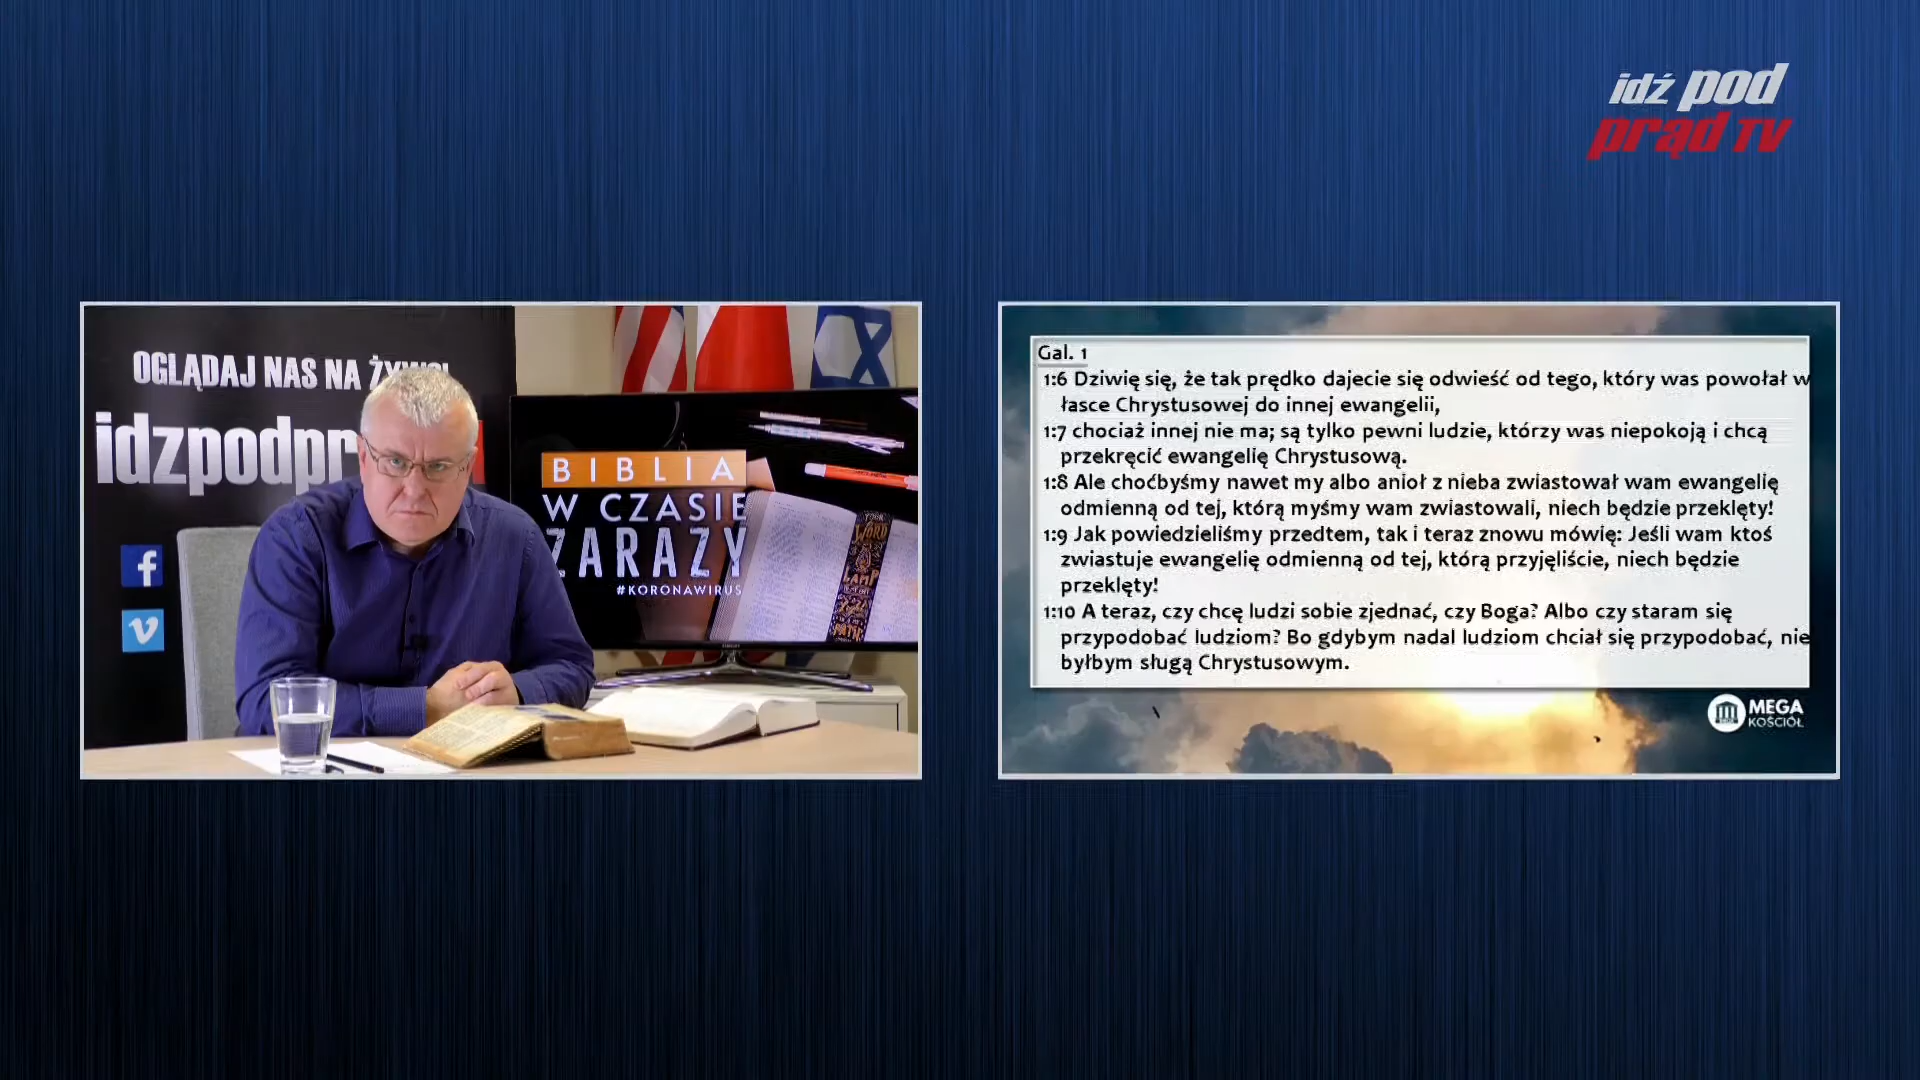 idź pod
prąd TV
OGLĄDAJ NAS NA
idzpodpr
BIBLIA
W CZASIE
ZARAZY
#KORONAWIRUS
WORD
LAMP
PATH
Gal. 1
1:6 Dziwię się, że tak prędko dajecie się odwieść od tego, który was powołał w
łasce Chrystusowej do innej ewangelii,
1:7 chociaż innej nie ma; są tylko pewni ludzie, którzy was niepokoją i chcą
przekręcić ewangelię Chrystusową.
1:8 Ale choćbyśmy nawet my albo anioł z nieba zwiastował wam ewangelię
odmienną od tej, którą myśmy wam zwiastowali, niech będzie przeklęty!
1:9 Jak powiedzieliśmy przedtem, tak i teraz znowu mówię: Jeśli wam ktoś
zwiastuje ewangelię odmienną od tej, którą przyjęliście, niech będzie
przeklęty!
1:10 A teraz, czy chcę ludzi sobie zjednać, czy Boga? Albo czy staram się
przypodobać ludziom? Bo gdybym nadal ludziom chciał się przypodobać, nie
byłbym sługą Chrystusowym.
MEGA
KOŚCIÓŁ